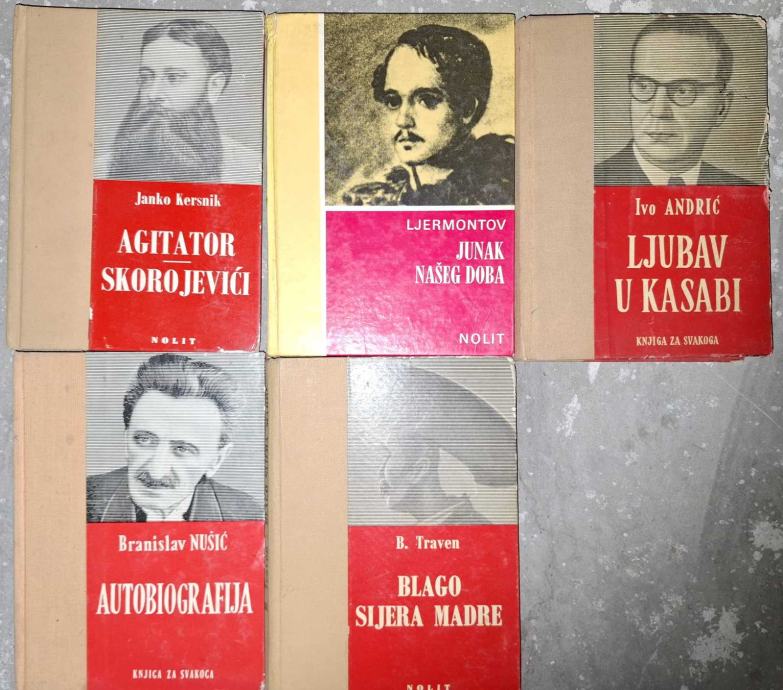 Janko Kersnik
AGITATOR
SKOROJEVIĆI
NOLIT
LJERMONTOV
JUNAK
NAŠEG DOBA
NOLIT
Ivo ANDRIĆ
LJUBAV
U KASABI
KNJIGA ZA SVAKOGA
Branislav NUŠIĆ
AUTOBIOGRAFIJA
KNJIGA ZA SVAKOGA
B. Traven
BLAGO
SIJERA MADRE
NOLIT